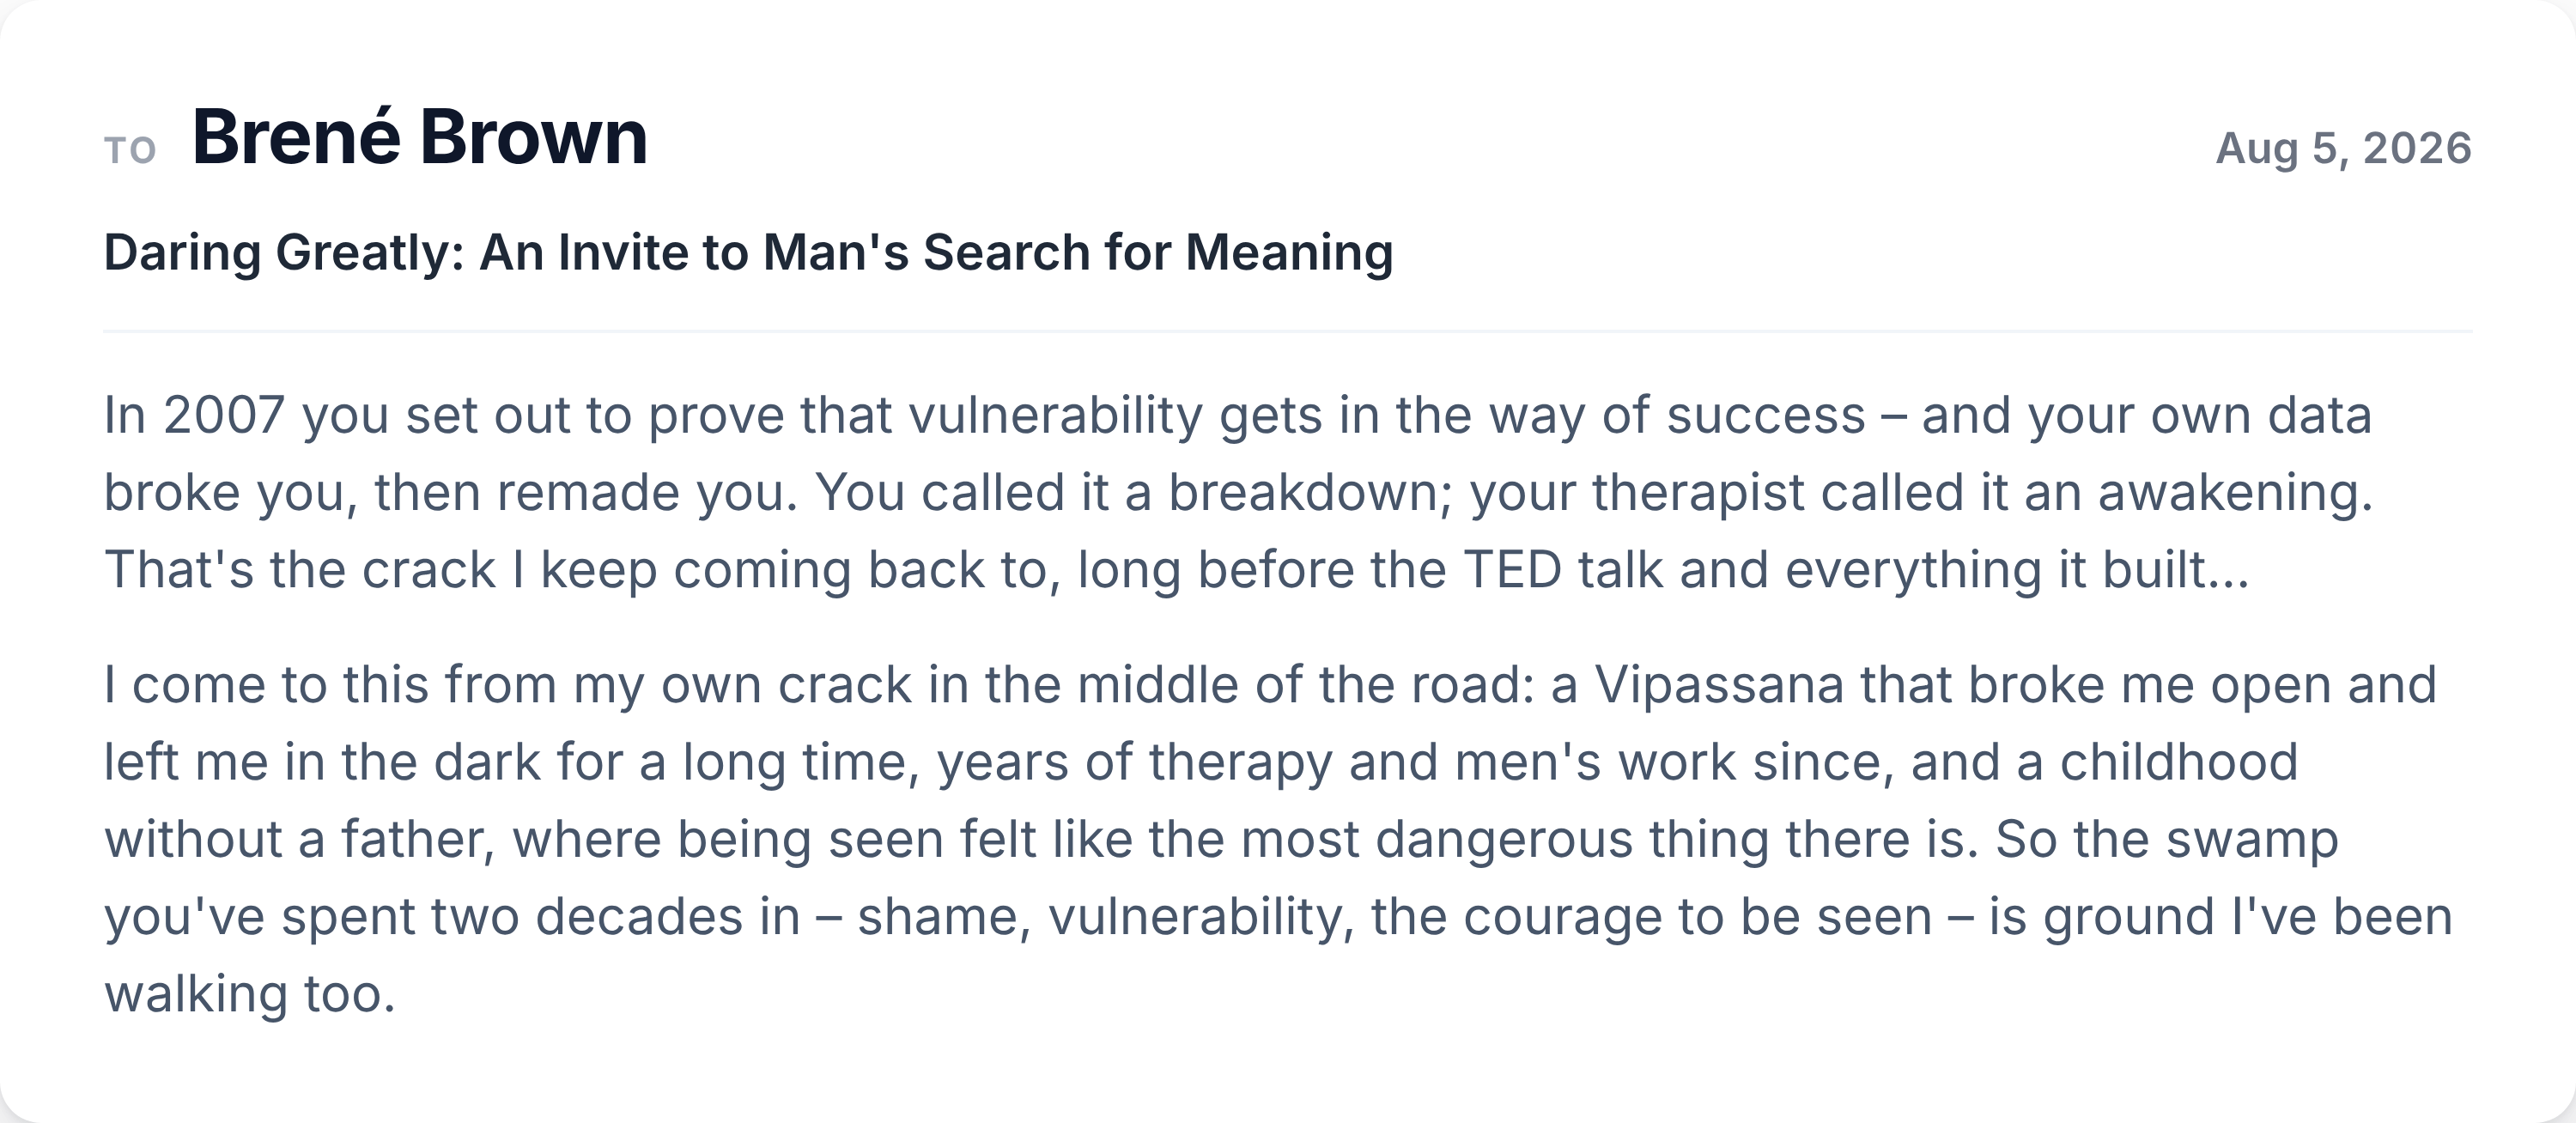 TO Brené Brown Aug 5, 2026
Daring Greatly: An Invite to Man's Search for Meaning
In 2007 you set out to prove that vulnerability gets in the way of success – and your own data
broke you, then remade you. You called it a breakdown; your therapist called it an awakening.
That's the crack I keep coming back to, long before the TED talk and everything it built...
I come to this from my own crack in the middle of the road: a Vipassana that broke me open and
left me in the dark for a long time, years of therapy and men's work since, and a childhood
without a father, where being seen felt like the most dangerous thing there is. So the swamp
you've spent two decades in – shame, vulnerability, the courage to be seen – is ground I've been
walking too.